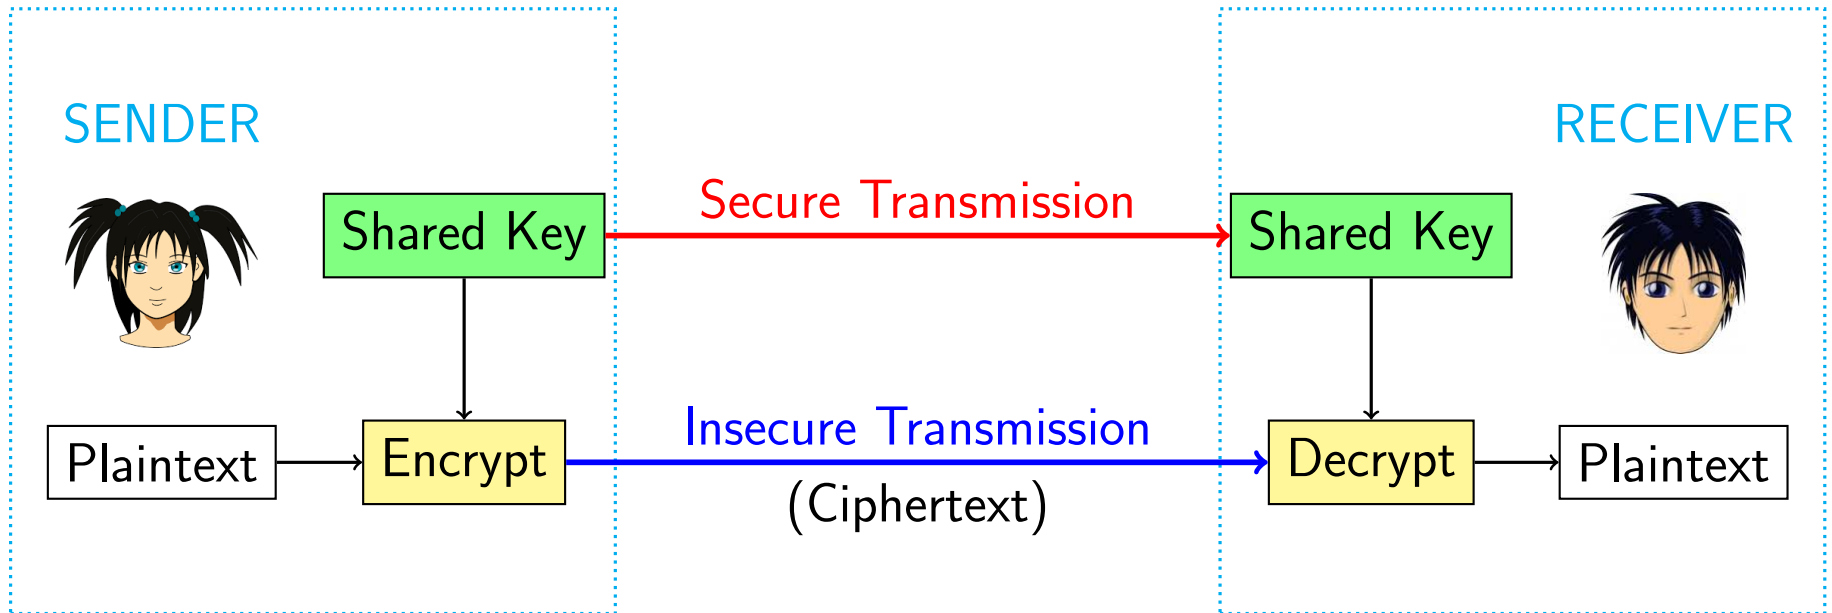 SENDER
RECEIVER
Shared Key
Secure Transmission
Shared Key
Plaintext
Encrypt
Insecure Transmission
(Ciphertext)
Decrypt
Plaintext